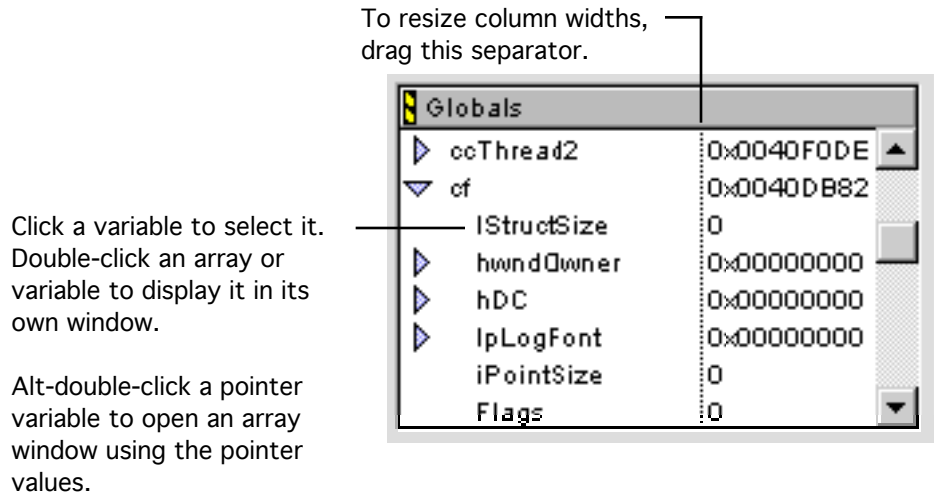 To resize column widths,
drag this separator.
Globals
ccThread2 0x0040F0DE
cf 0x0040DB82
lStructSize 0
hwndOwner 0x00000000
hDC 0x00000000
lpLogFont 0x00000000
iPointSize 0
Flags 0
Click a variable to select it.
Double-click an array or
variable to display it in its
own window.
Alt-double-click a pointer
variable to open an array
window using the pointer
values.